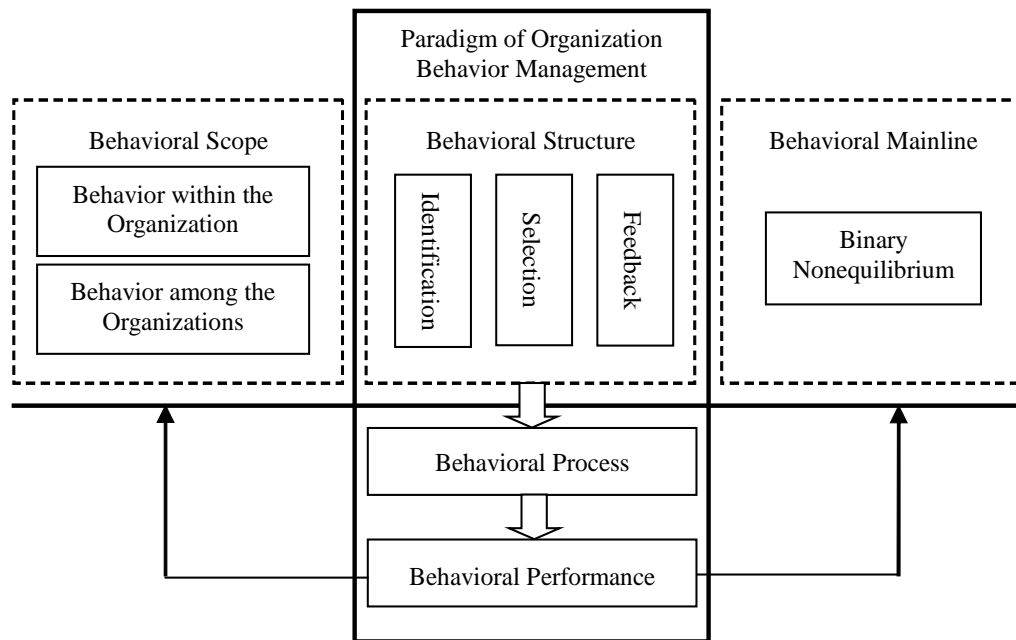 Paradigm of Organization
Behavior Management
Behavioral Scope
Behavior within the
Organization
Behavior among the
Organizations
Behavioral Structure
Identification
Selection
Feedback
Behavioral Mainline
Binary
Nonequilibrium
Behavioral Process
Behavioral Performance